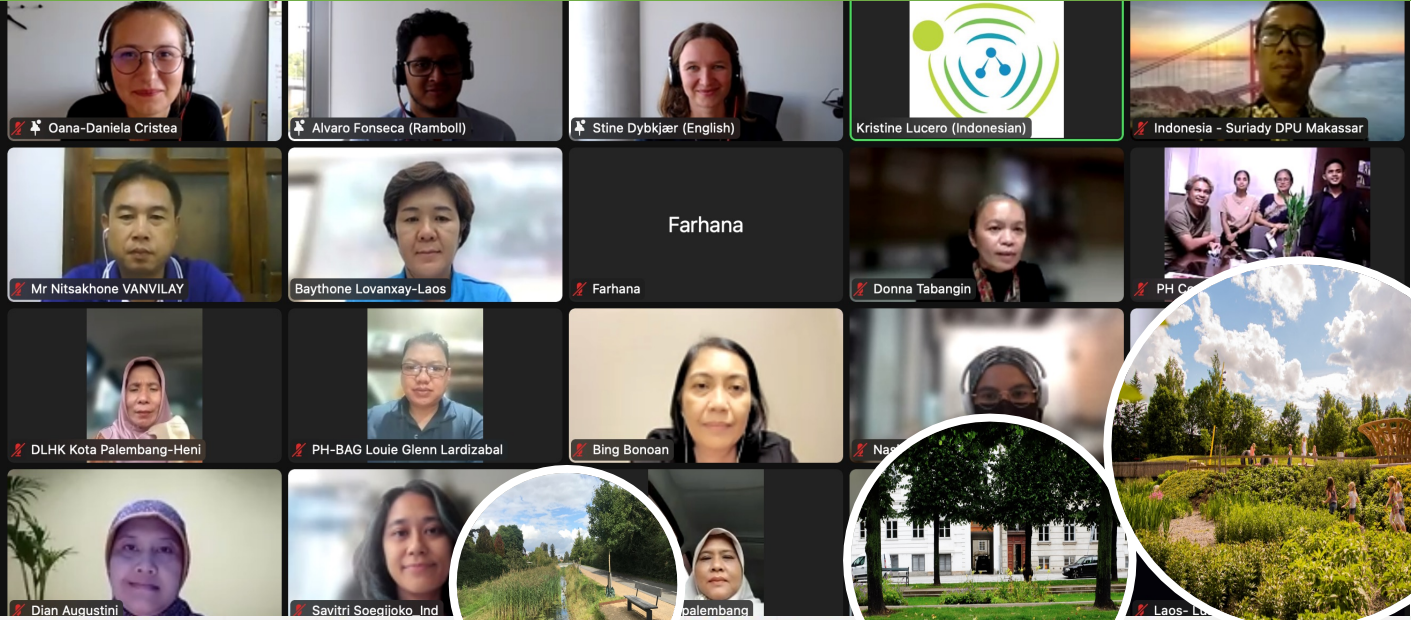 Oana-Daniela Cristea
Alvaro Fonseca (Ramboll)
Stine Dybkjær (English)
Kristine Lucero (Indonesian)
Indonesia - Suriady DPU Makassar
Mr Nitsakhone VANVILAY
Baythone Lovanxay-Laos
Farhana
Farhana
Donna Tabangin
PH
DLHK Kota Palembang-Heni
PH-BAG Louie Glenn Lardizabal
Bing Bonoan
Dian Augustini
Savitri Soegijoko_Ind
palembang
Laos-